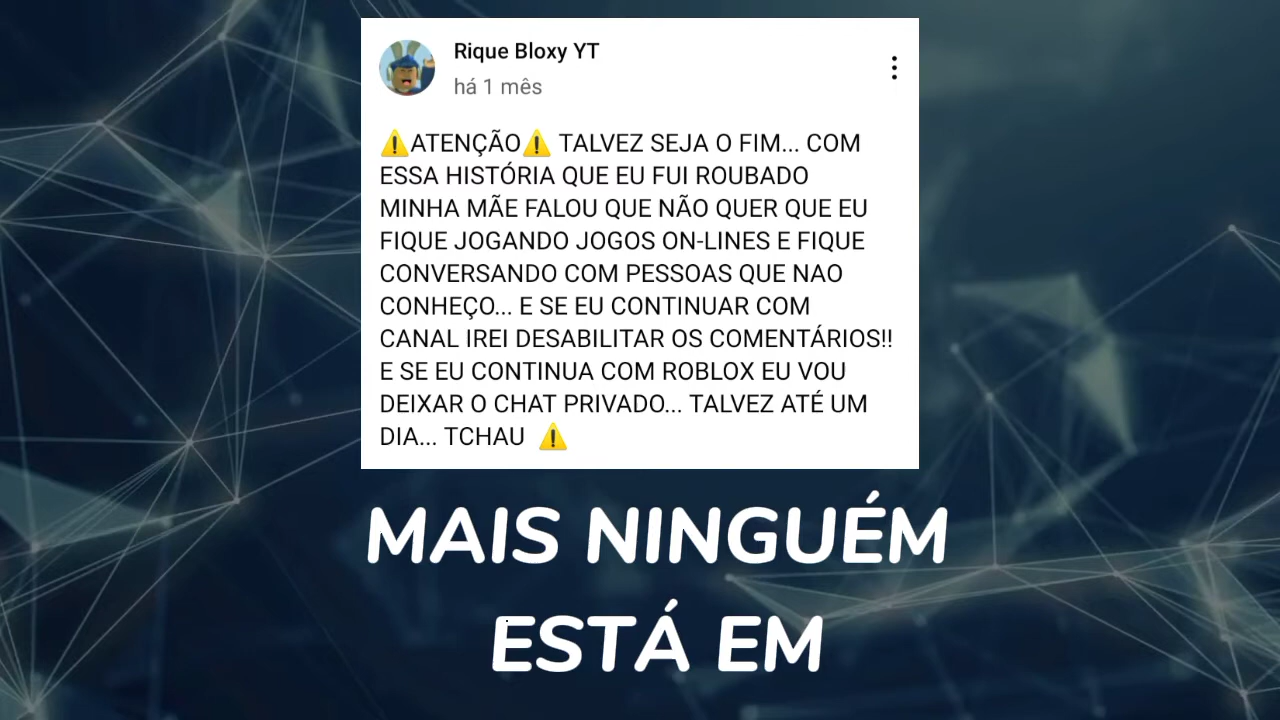 Rique Bloxy YT
há 1 mês
⚠️ATENÇÃO⚠️ TALVEZ SEJA O FIM... COM
ESSA HISTÓRIA QUE EU FUI ROUBADO
MINHA MÃE FALOU QUE NÃO QUER QUE EU
FIQUE JOGANDO JOGOS ON-LINES E FIQUE
CONVERSANDO COM PESSOAS QUE NAO
CONHEÇO... E SE EU CONTINUAR COM
CANAL IREI DESABILITAR OS COMENTÁRIOS!!
E SE EU CONTINUA COM ROBLOX EU VOU
DEIXAR O CHAT PRIVADO... TALVEZ ATÉ UM
DIA... TCHAU ⚠️
MAIS NINGUÉM
ESTÁ EM